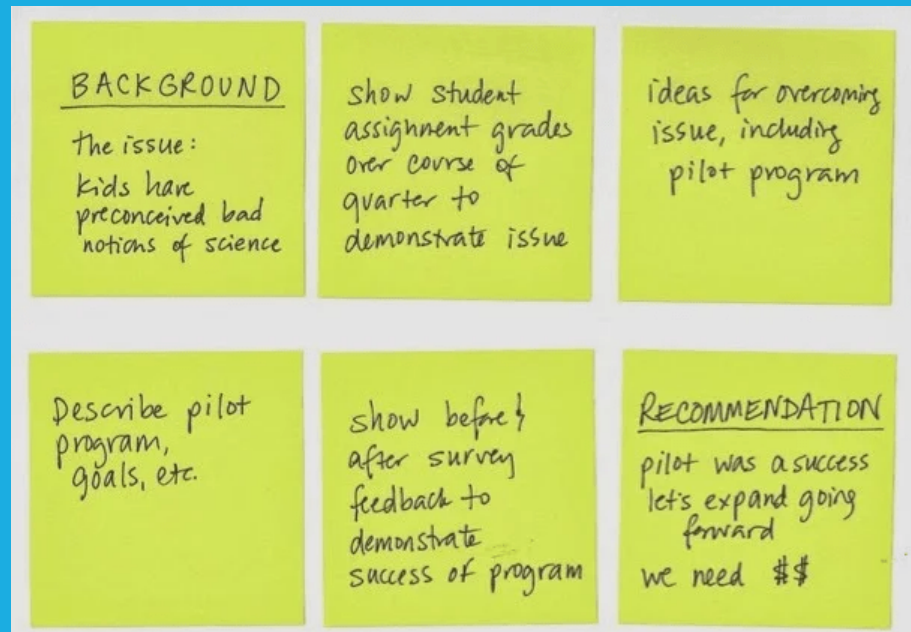 BACKGROUND
the issue:
kids have
preconceived bad
notions of science
show student
assignment grades
over course of
quarter to
demonstrate issue
ideas for overcoming
issue, including
pilot program
Describe pilot
program,
goals, etc.
show before &
after survey
feedback to
demonstrate
success of program
RECOMMENDATION
pilot was a success
let's expand going
forward
we need $$